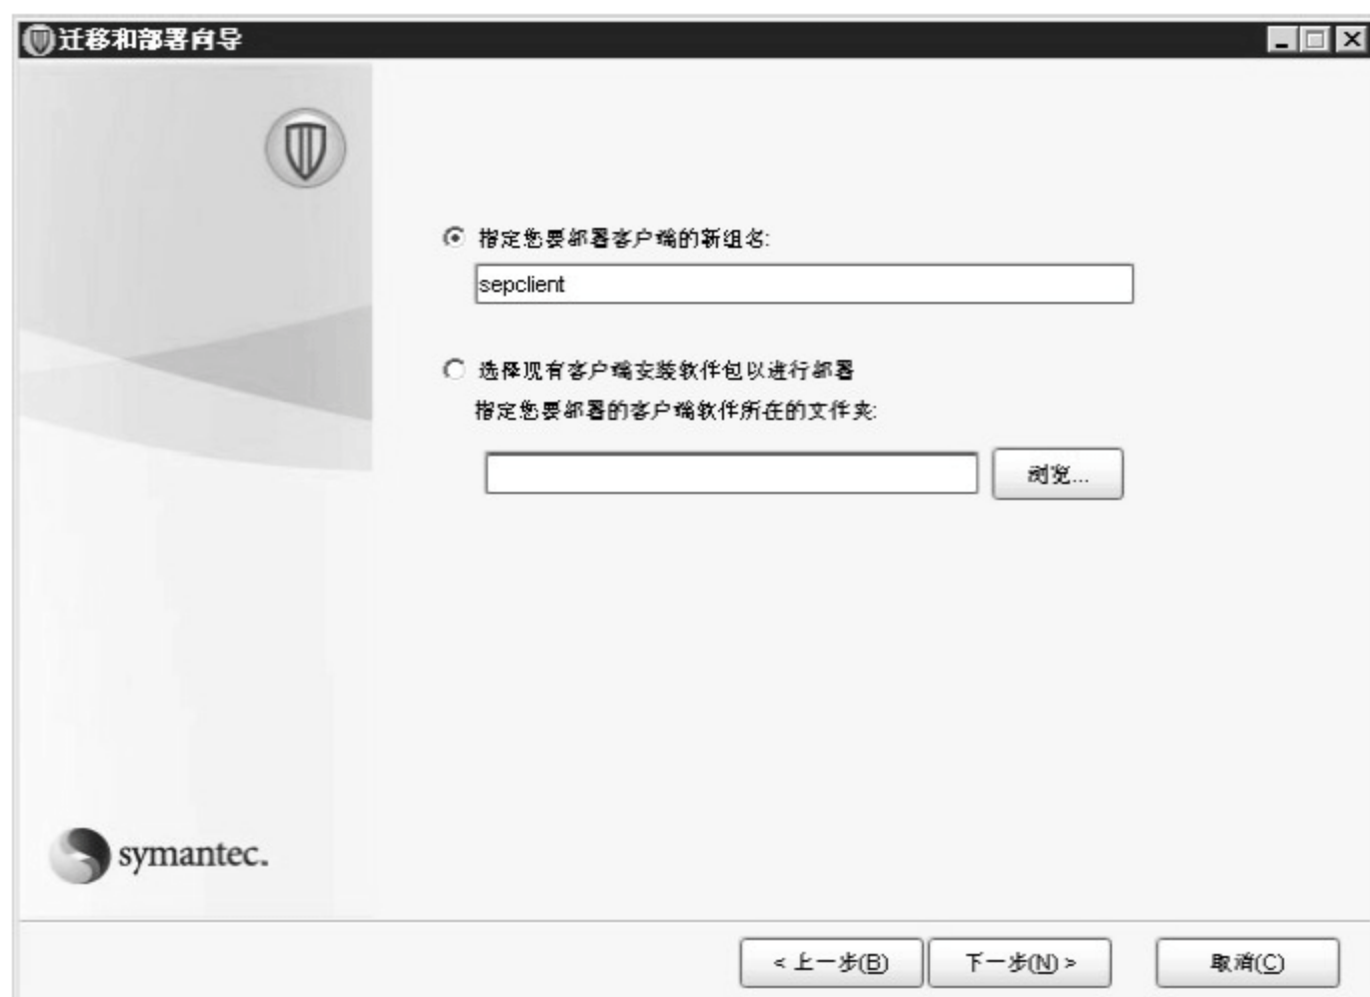 迁移和部署向导
指定您要部署客户端的新组名:
sepclient
选择现有客户端安装软件包以进行部署
指定您要部署的客户端软件所在的文件夹:
浏览...
symantec.
< 上一步(B) 下一步(N) > 取消(C)